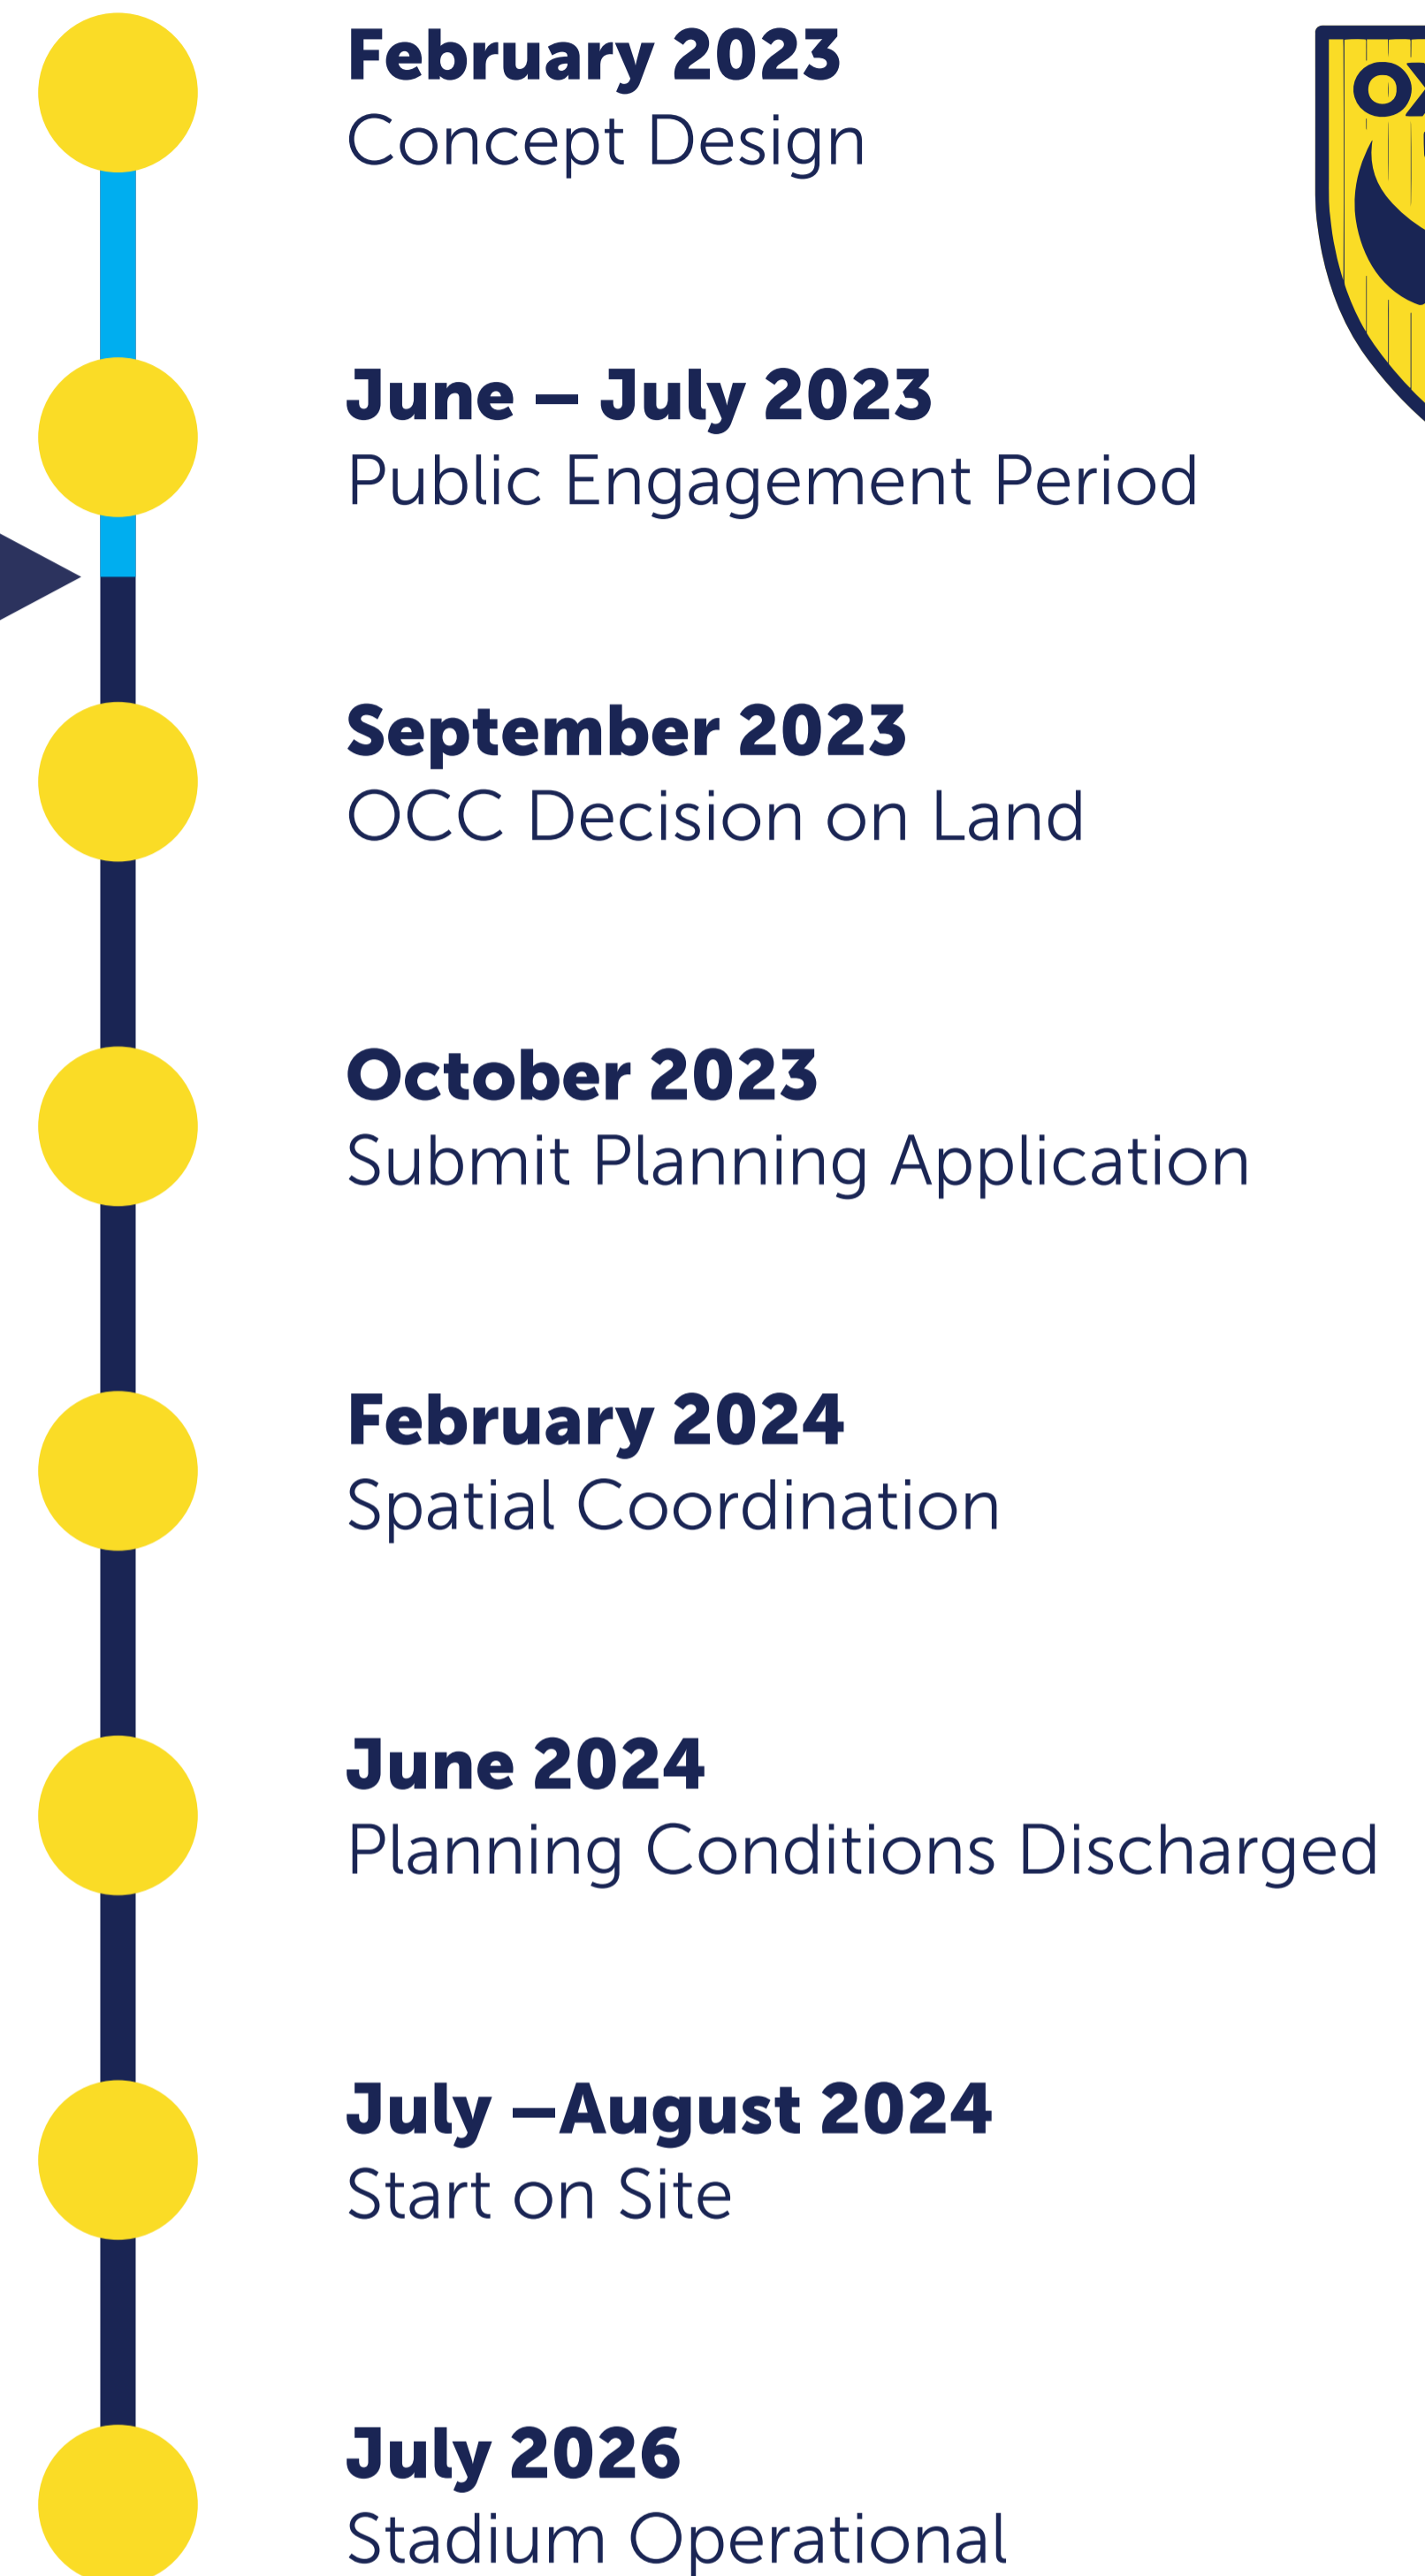 February 2023
Concept Design
June – July 2023
Public Engagement Period
September 2023
OCC Decision on Land
October 2023
Submit Planning Application
February 2024
Spatial Coordination
June 2024
Planning Conditions Discharged
July –August 2024
Start on Site
July 2026
Stadium Operational